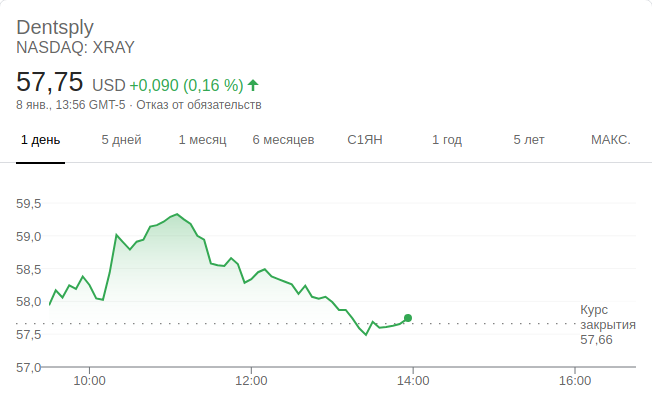 Dentsply
NASDAQ: XRAY
57,75 USD +0,090 (0,16 %)
8 янв., 13:56 GMT-5 · Отказ от обязательств
1 день 5 дней 1 месяц 6 месяцев С1ЯН 1 год 5 лет МАКС.
59,5
59,0
58,5
58,0
Курс
закрытия
57,66
57,5
57,0
10:00 12:00 14:00 16:00